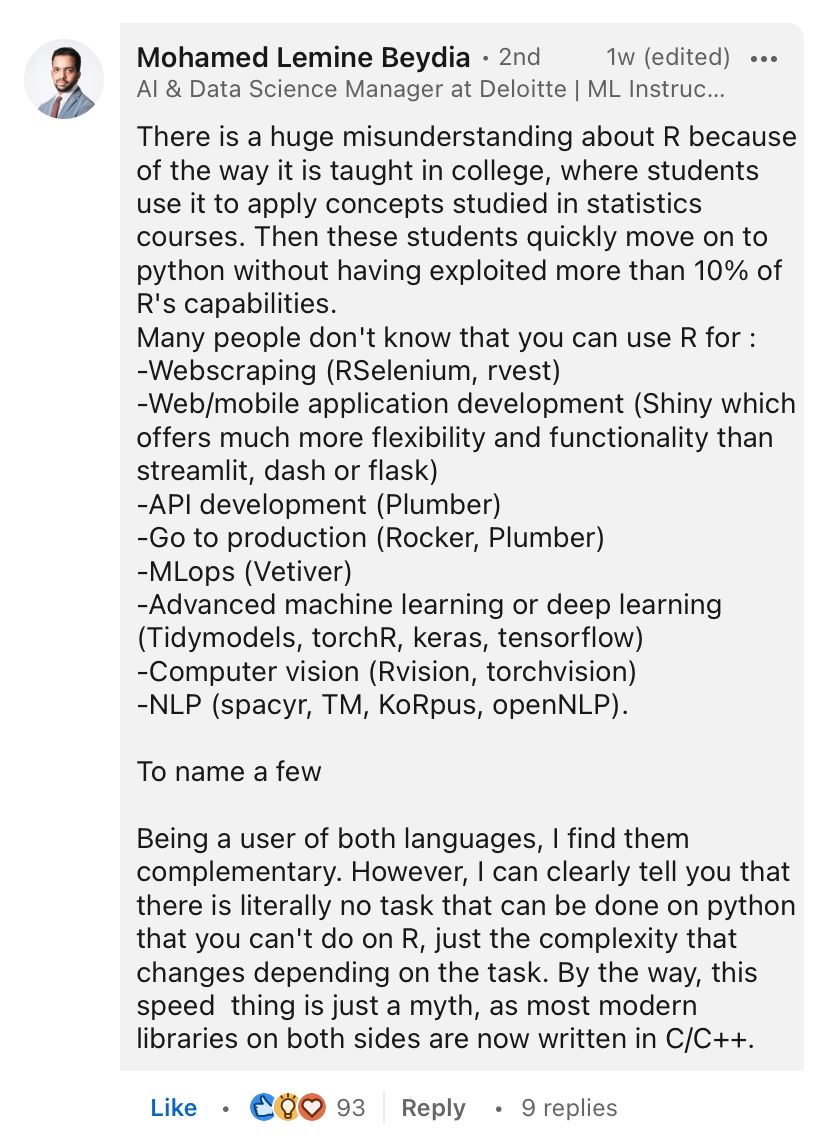 Mohamed Lemine Beydia · 2nd 1w (edited) •••
AI & Data Science Manager at Deloitte | ML Instruc...
There is a huge misunderstanding about R because
of the way it is taught in college, where students
use it to apply concepts studied in statistics
courses. Then these students quickly move on to
python without having exploited more than 10% of
R's capabilities.
Many people don't know that you can use R for :
-Webscraping (RSelenium, rvest)
-Web/mobile application development (Shiny which
offers much more flexibility and functionality than
streamlit, dash or flask)
-API development (Plumber)
-Go to production (Rocker, Plumber)
-MLops (Vetiver)
-Advanced machine learning or deep learning
(Tidymodels, torchR, keras, tensorflow)
-Computer vision (Rvision, torchvision)
-NLP (spacyr, TM, KoRpus, openNLP).
To name a few
Being a user of both languages, I find them
complementary. However, I can clearly tell you that
there is literally no task that can be done on python
that you can't do on R, just the complexity that
changes depending on the task. By the way, this
speed  thing is just a myth, as most modern
libraries on both sides are now written in C/C++.
Like · 93 Reply · 9 replies